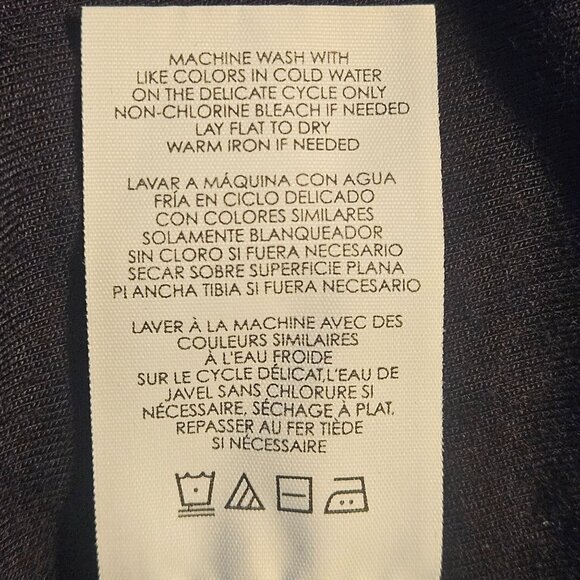 MACHINE WASH WITH
LIKE COLORS IN COLD WATER
ON THE DELICATE CYCLE ONLY
NON-CHLORINE BLEACH IF NEEDED
LAY FLAT TO DRY
WARM IRON IF NEEDED
LAVAR A MÁQUINA CON AGUA
FRÍA EN CICLO DELICADO
CON COLORES SIMILARES
SOLAMENTE BLANQUEADOR
SIN CLORO SI FUERA NECESARIO
SECAR SOBRE SUPERFICIE PLANA
PLANCHA TIBIA SI FUERA NECESARIO
LAVER À LA MACHINE AVEC DES
COULEURS SIMILAIRES
À L'EAU FROIDE
SUR LE CYCLE DÉLICAT,L'EAU DE
JAVEL SANS CHLORURE SI
NÉCESSAIRE, SÉCHAGE À PLAT,
REPASSER AU FER TIÈDE
SI NÉCESSAIRE